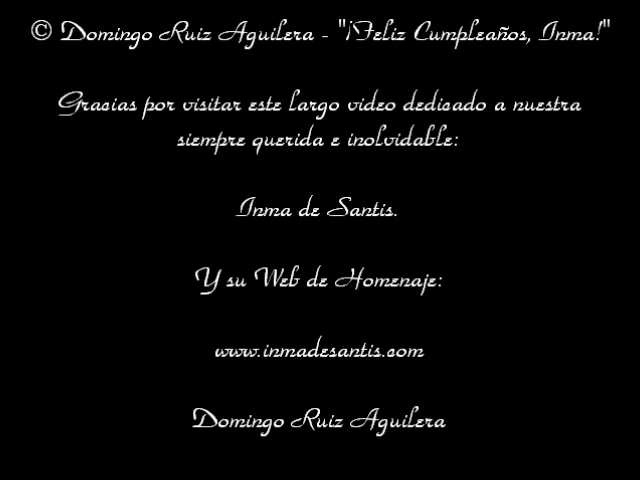 © Domingo Ruiz Aguilera - "¡Feliz Cumpleaños, Inma!"
Gracias por visitar este largo video dedicado a nuestra
siempre querida e inolvidable:
Inma de Santis.
Y su Web de Homenaje:
www.inmadesantis.com
Domingo Ruiz Aguilera